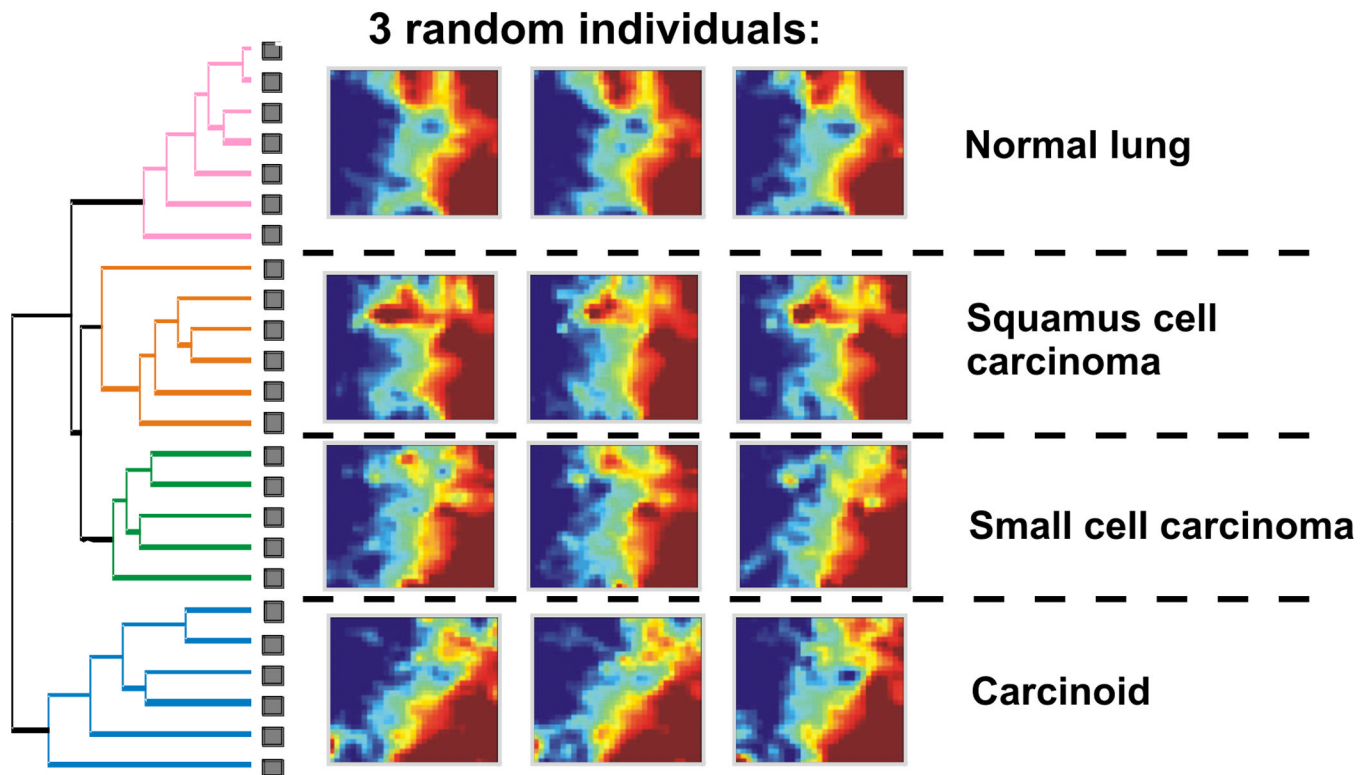 3 random individuals:
Normal lung
Squamus cell
carcinoma
Small cell carcinoma
Carcinoid